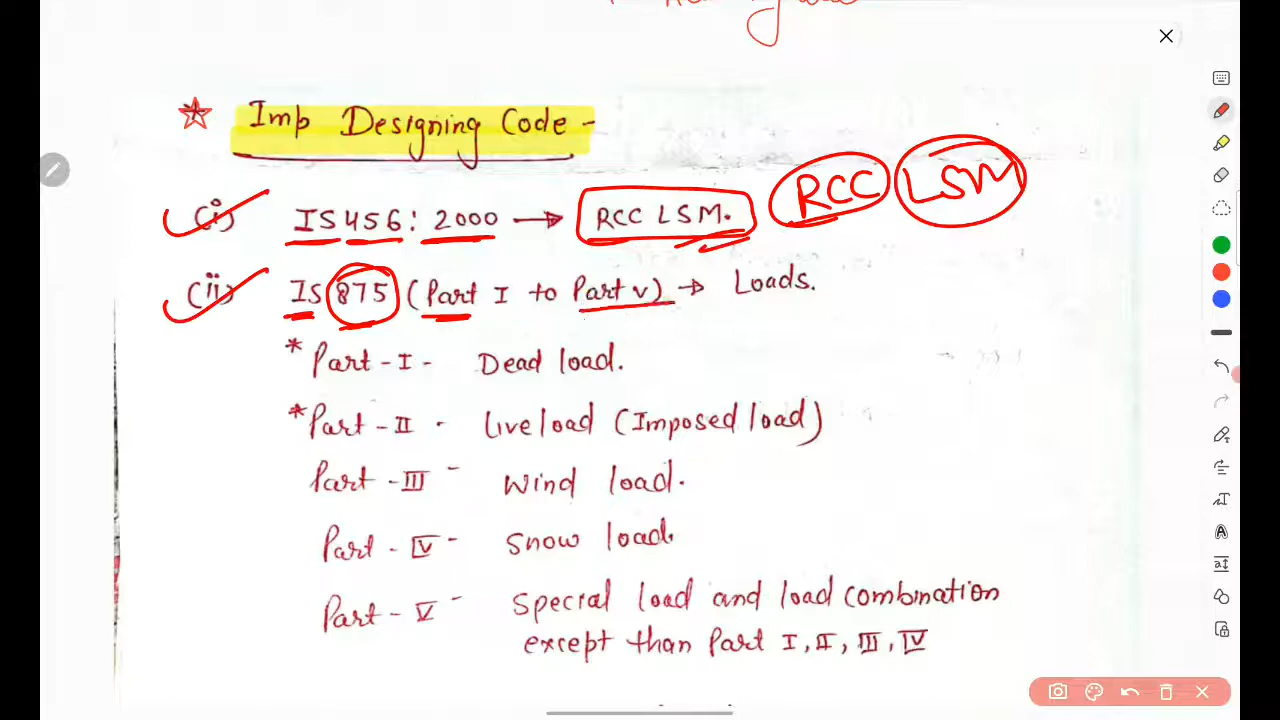 Imp Designing Code -
(i) IS 456 : 2000 → RCC LSM. RCC LSM
(ii) IS 875 (Part I to Part V) → Loads.
* Part - I - Dead load.
* Part - II - Live load (Imposed load)
Part - III - Wind load.
Part - IV - Snow load.
Part - V - Special load and load combination
except than Part I, II, III, IV